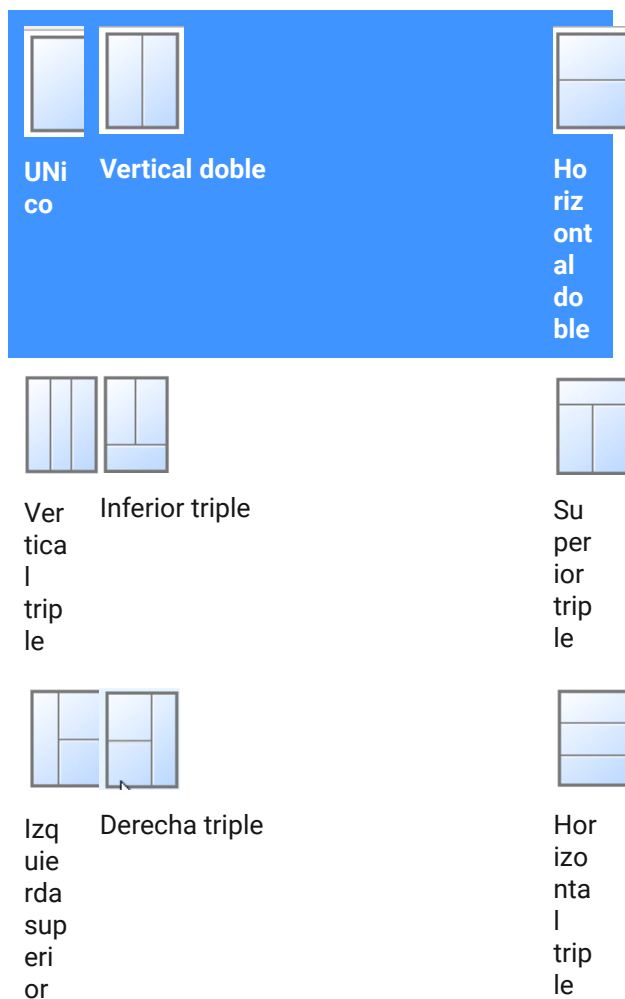 UNi
co
Vertical doble
Ho
riz
ont
al
do
ble
Ver
tica
l
trip
le
Inferior triple
Su
per
ior
trip
le
Izq
uie
rda
sup
eri
or
Derecha triple
Hor
izo
nta
l
trip
le